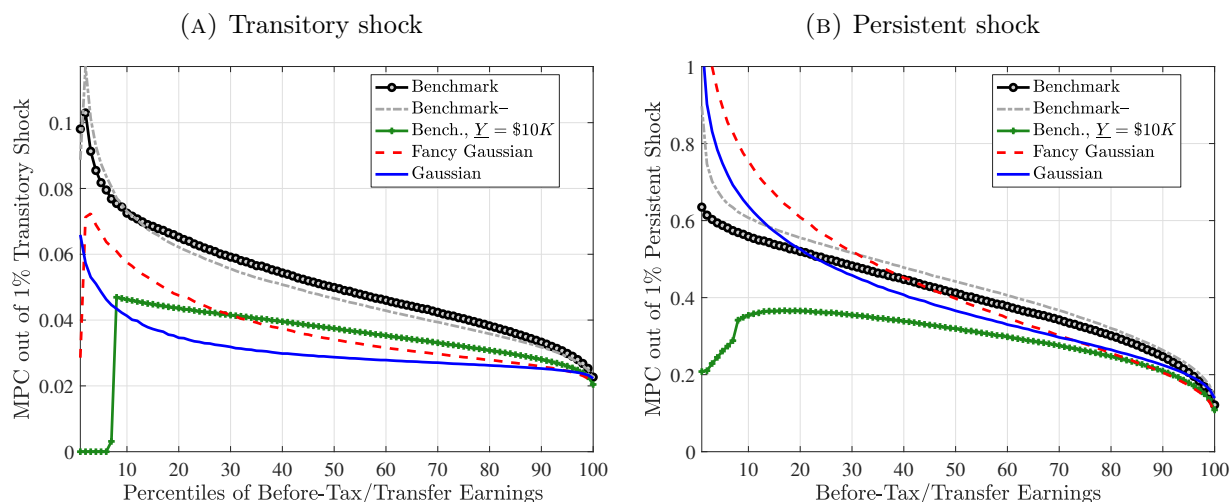 (A) Transitory shock
MPC out of 1% Transitory Shock
0.1
0.08
0.06
0.04
0.02
0
Benchmark
Benchmark−
Bench., Y = $10K
Fancy Gaussian
Gaussian
10 20 30 40 50 60 70 80 90 100
Percentiles of Before-Tax/Transfer Earnings
(B) Persistent shock
MPC out of 1% Persistent Shock
1
0.8
0.6
0.4
0.2
0
Benchmark
Benchmark−
Bench., Y = $10K
Fancy Gaussian
Gaussian
10 20 30 40 50 60 70 80 90 100
Before-Tax/Transfer Earnings